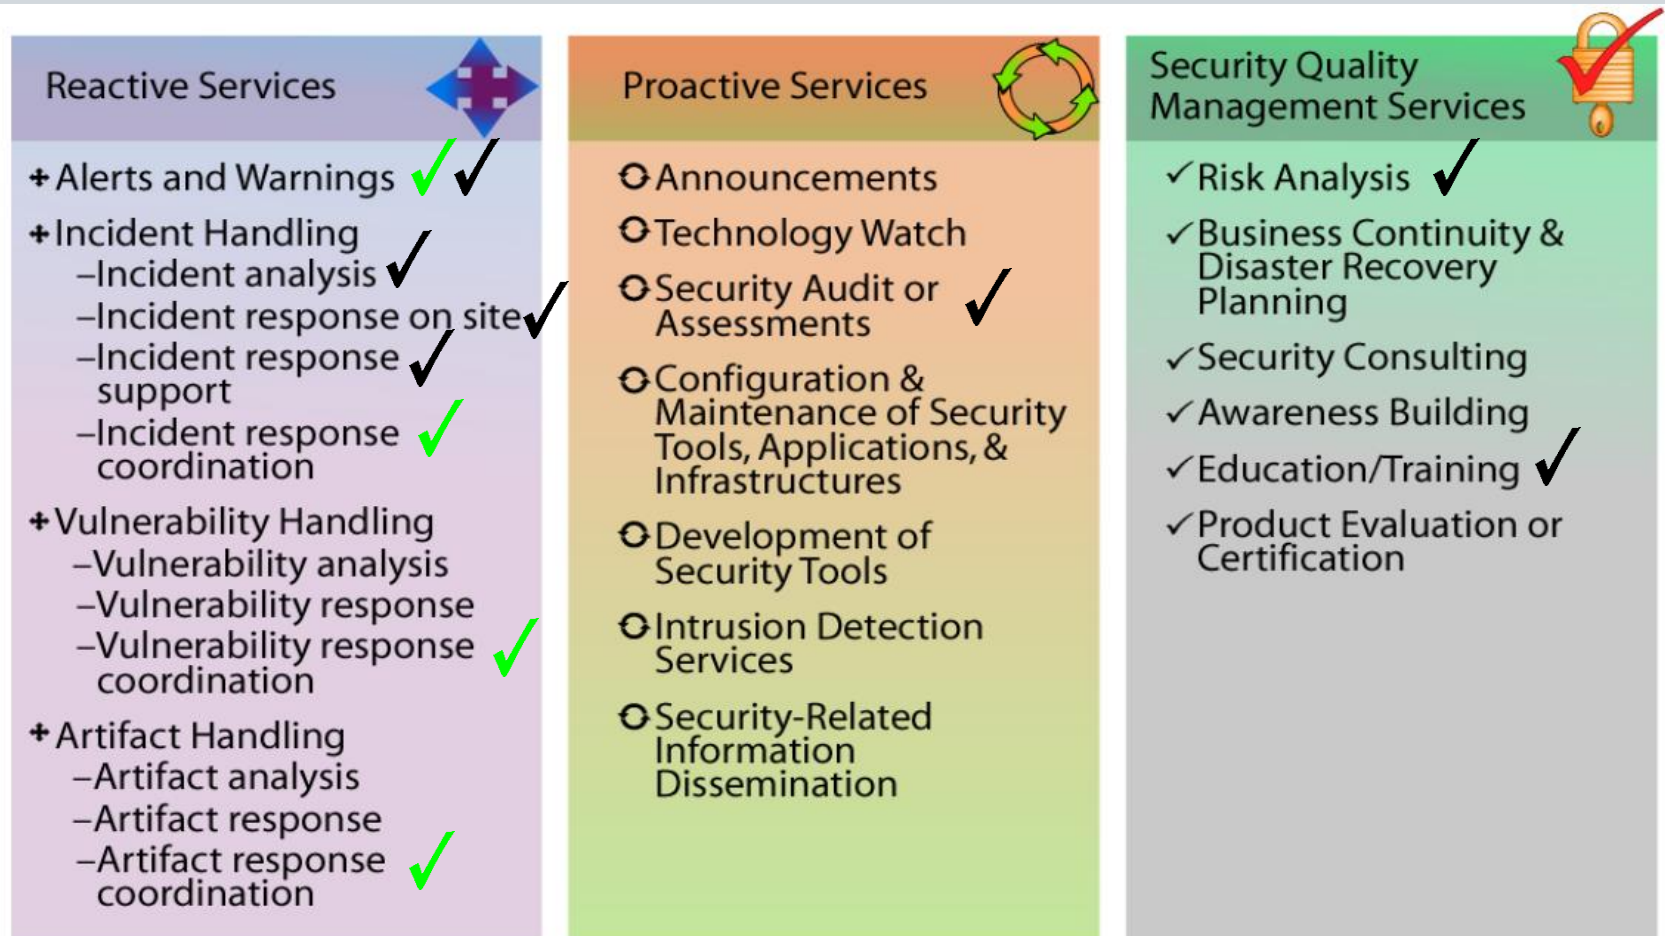 Reactive Services
Alerts and Warnings
Incident Handling
–Incident analysis
–Incident response on site
–Incident response
support
–Incident response
coordination
Vulnerability Handling
–Vulnerability analysis
–Vulnerability response
–Vulnerability response
coordination
Artifact Handling
–Artifact analysis
–Artifact response
–Artifact response
coordination
Proactive Services
Announcements
Technology Watch
Security Audit or
Assessments
Configuration &
Maintenance of Security
Tools, Applications, &
Infrastructures
Development of
Security Tools
Intrusion Detection
Services
Security-Related
Information
Dissemination
Security Quality
Management Services
Risk Analysis
Business Continuity &
Disaster Recovery
Planning
Security Consulting
Awareness Building
Education/Training
Product Evaluation or
Certification